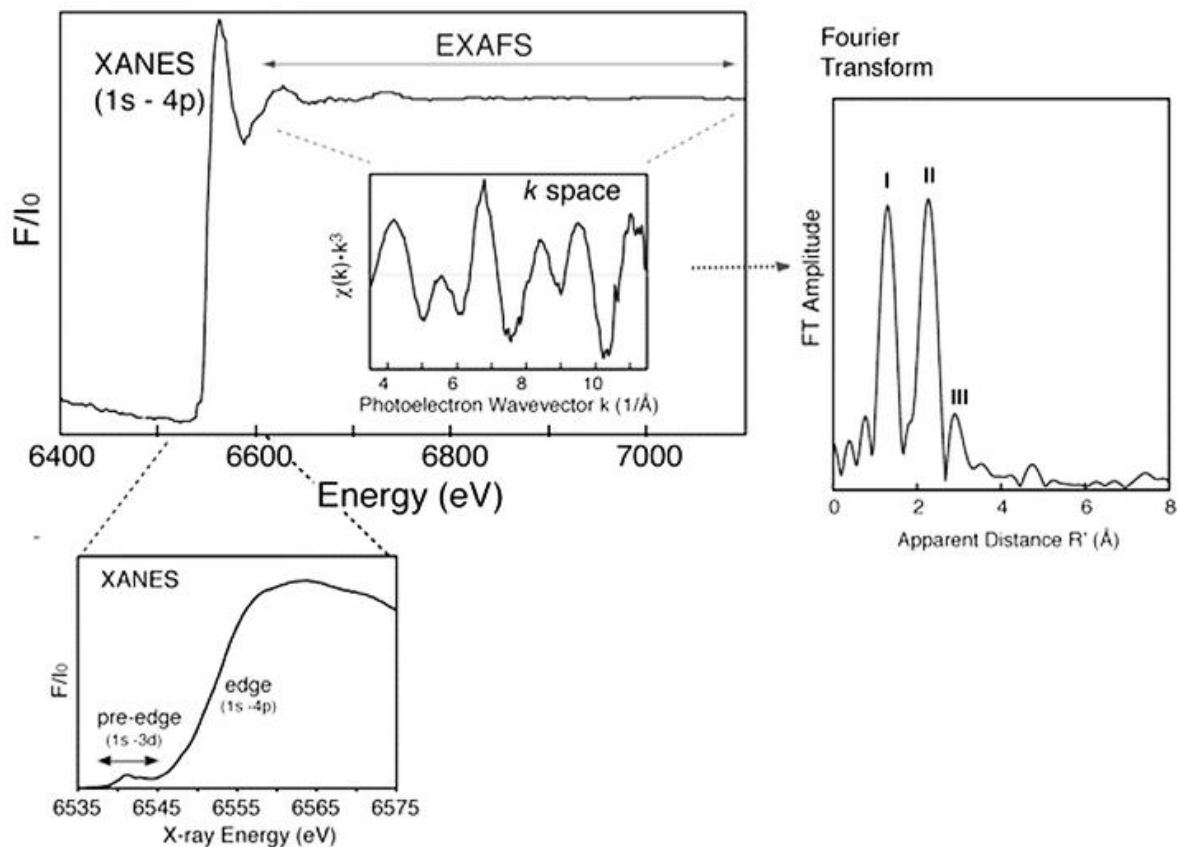 XANES
(1s - 4p)
EXAFS
F/I0
k space
χ(k)•k³
4 6 8 10
Photoelectron Wavevector k (1/Å)
6400 6600 6800 7000
Energy (eV)
Fourier
Transform
I II
III
FT Amplitude
0 2 4 6 8
Apparent Distance R' (Å)
XANES
F/I0
edge
(1s -4p)
pre-edge
(1s -3d)
6535 6545 6555 6565 6575
X-ray Energy (eV)